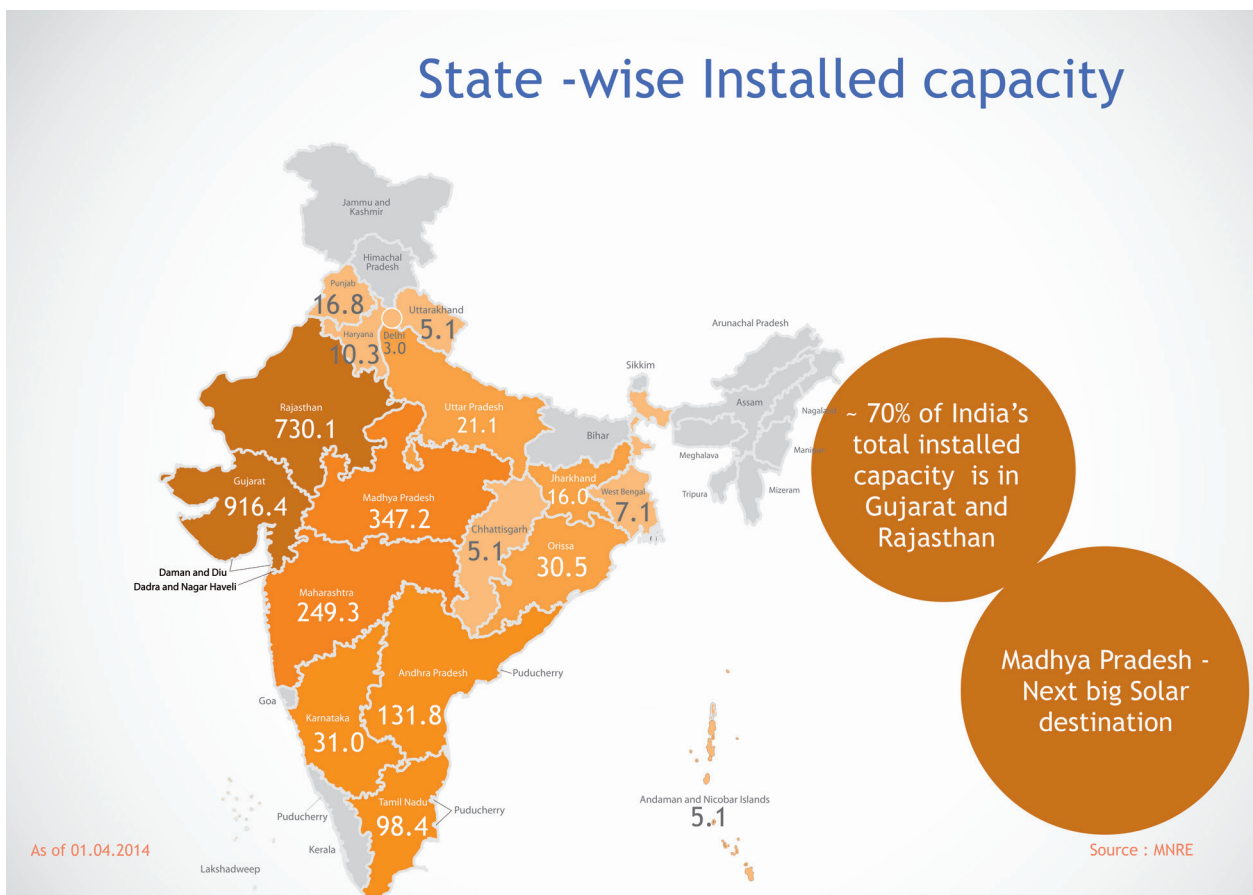 State -wise Installed capacity
Jammu and
Kashmir
Himachal
Pradesh
Punjab
16.8
Uttarakhand
5.1
Haryana
10.3
Delhi
3.0
Arunachal Pradesh
Sikkim
Assam
Nagaland
Rajasthan
730.1
Uttar Pradesh
21.1
Bihar
Meghalava
Tripura
Mizeram
~ 70% of India’s
total installed
capacity is in
Gujarat and
Rajasthan
Gujarat
916.4
Madhya Pradesh
347.2
Jharkhand
16.0
West Bengal
7.1
Chhattisgarh
5.1
Orissa
30.5
Daman and Diu
Dadra and Nagar Haveli
Maharashtra
249.3
Madhya Pradesh -
Next big Solar
destination
Andhra Pradesh
131.8
Puducherry
Goa
Karnataka
31.0
Andaman and Nicobar Islands
5.1
Tamil Nadu
98.4
Puducherry
Puducherry
Kerala
Lakshadweep
As of 01.04.2014
Source : MNRE